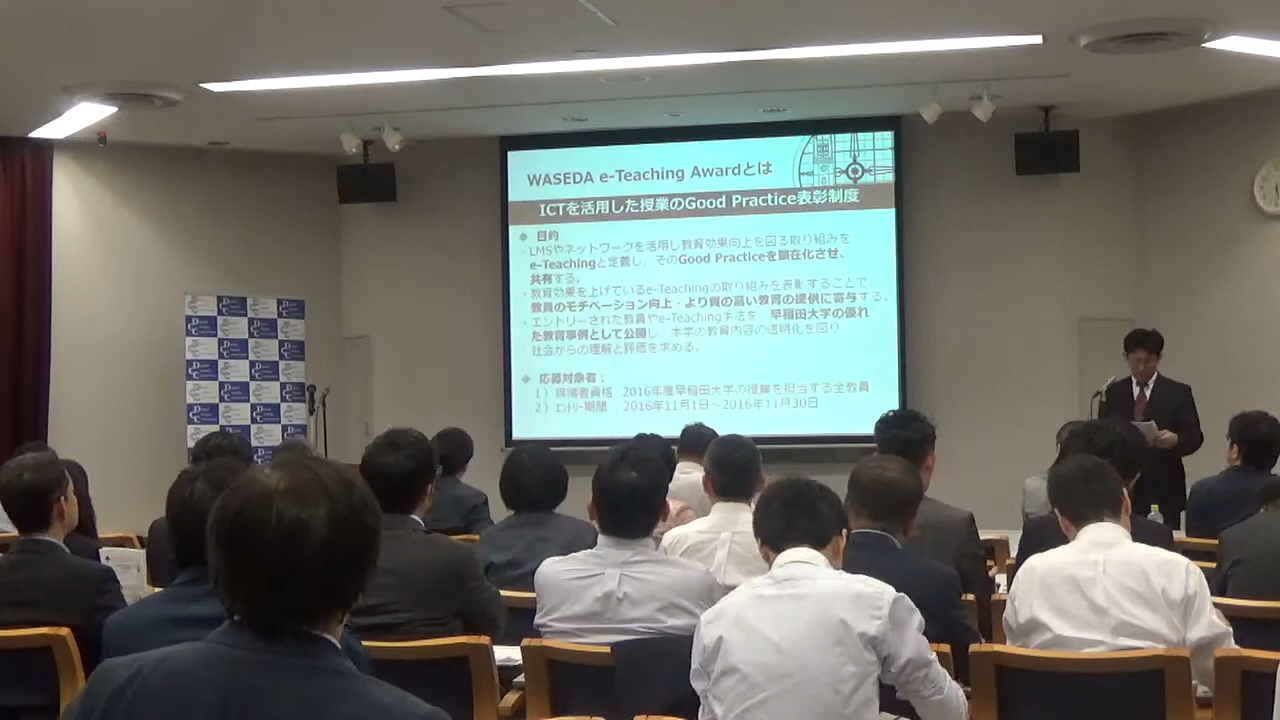 WASEDA e-Teaching Awardとは
ICTを活用した授業のGood Practice表彰制度
◆ 目的
・LMSやネットワークを活用し教育効果向上を図る取り組みを
e-Teachingと定義し、そのGood Practiceを顕在化させ、
共有する。
・教育効果を上げているe-Teachingの取り組みを表彰することで、
教員のモチベーション向上・より質の高い教育の提供に寄与する。
・エントリーされた教員やe-Teaching手法を 早稲田大学の優れ
た教育事例として公開し、本学の教育内容の透明化を図り
社会からの理解と評価を求める。
◆ 応募対象者：
1）候補者資格 2016年度早稲田大学の授業を担当する全教員
2）エントリー期間 2016年11月1日～2016年11月30日